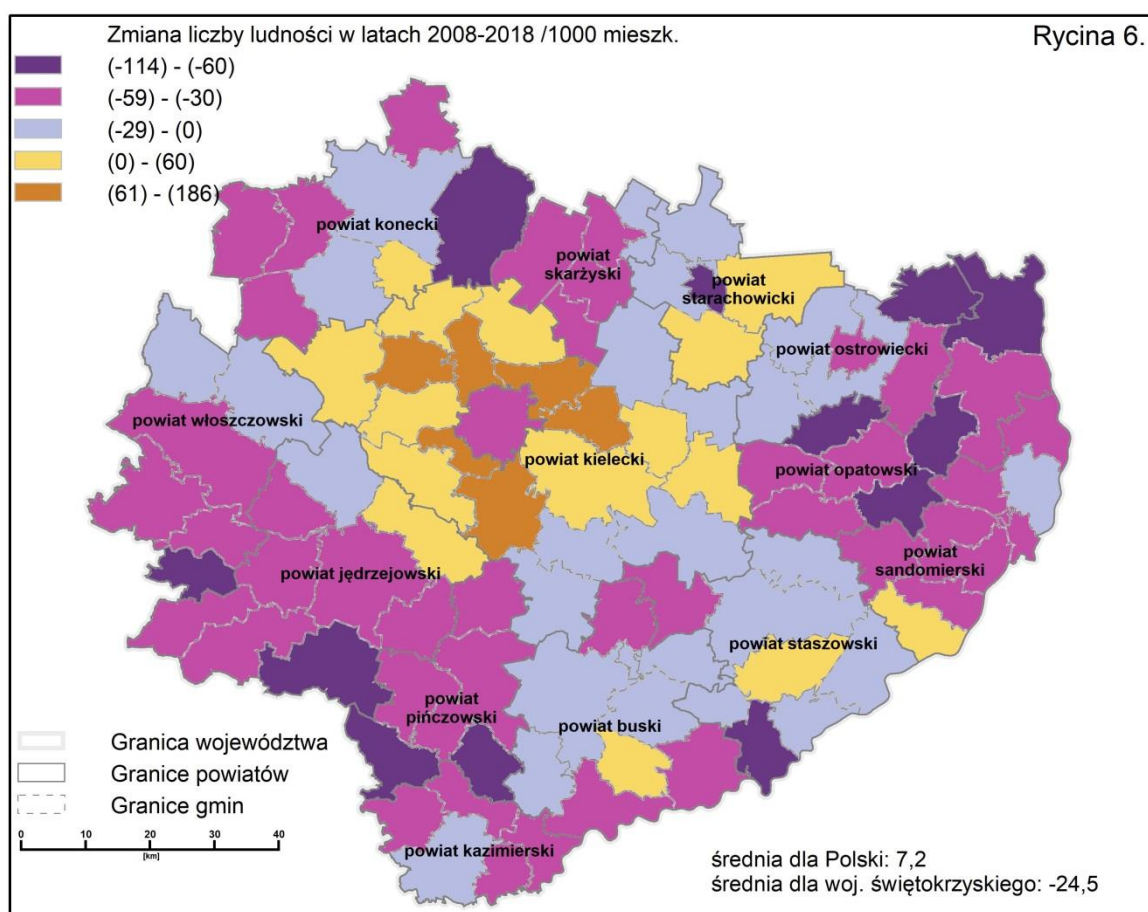 Zmiana liczby ludności w latach 2008-2018 /1000 mieszk.
Rycina 6.
(-114) - (-60)
(-59) - (-30)
(-29) - (0)
(0) - (60)
(61) - (186)
powiat konecki
powiat
skarżyski
powiat
starachowicki
powiat ostrowiecki
powiat włoszczowski
powiat kielecki
powiat opatowski
powiat jędrzejowski
powiat
sandomierski
powiat staszowski
powiat
pińczowski
powiat buski
powiat kazimierski
Granica województwa
Granice powiatów
Granice gmin
0 10 20 30 40
[km]
średnia dla Polski: 7,2
średnia dla woj. świętokrzyskiego: -24,5